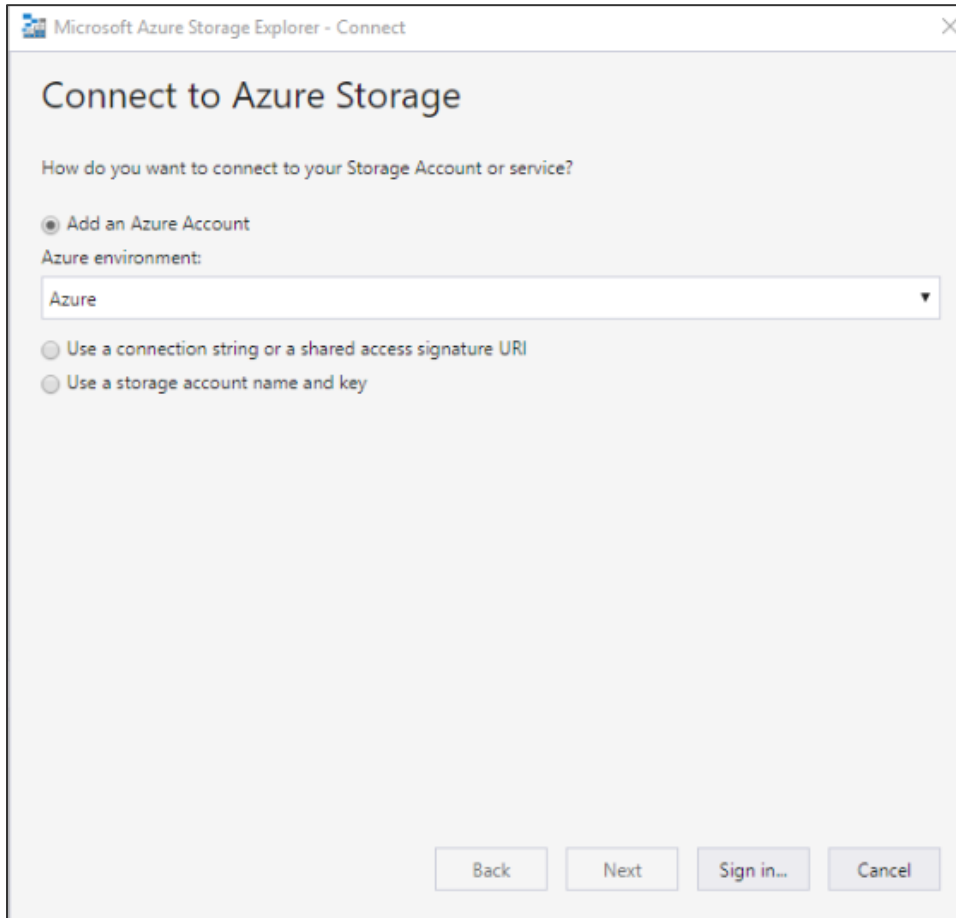 Microsoft Azure Storage Explorer - Connect
Connect to Azure Storage
How do you want to connect to your Storage Account or service?
Add an Azure Account
Azure environment:
Azure
Use a connection string or a shared access signature URI
Use a storage account name and key
Back Next Sign in... Cancel